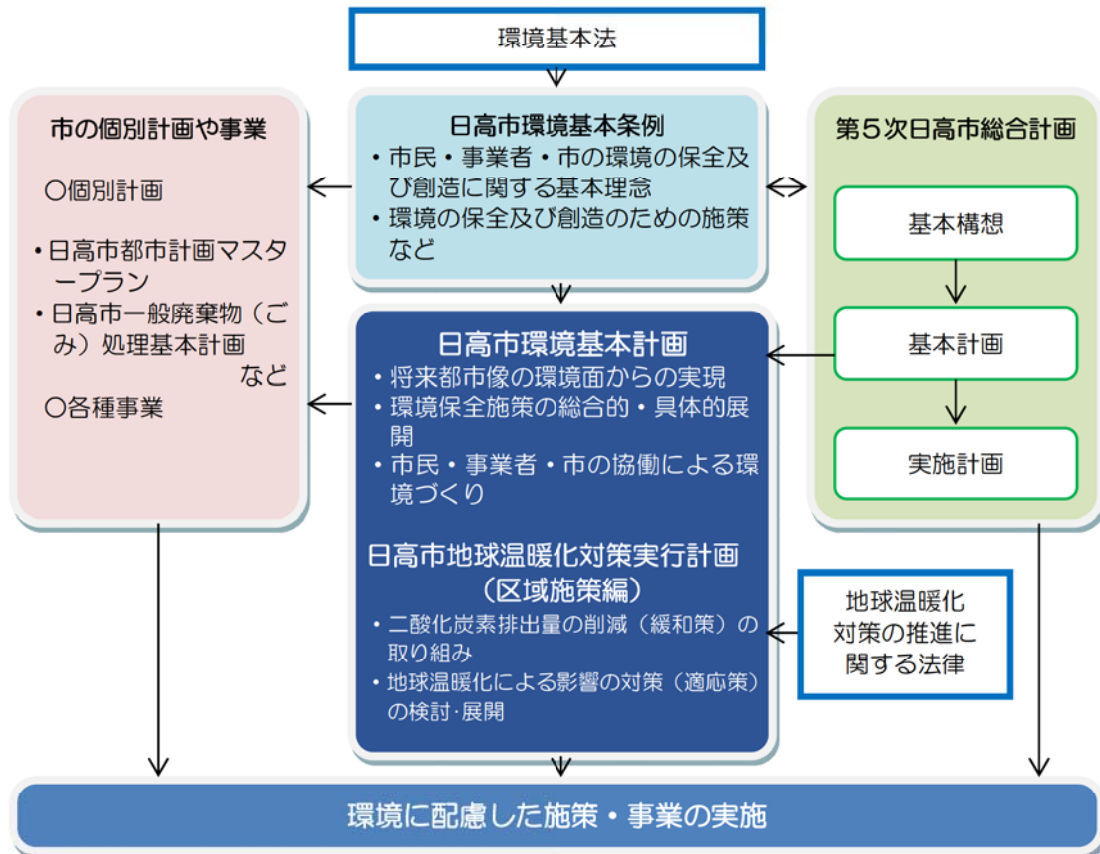 環境基本法
市の個別計画や事業
〇個別計画
・日高市都市計画マスタ
ープラン
・日高市一般廃棄物（ご
み）処理基本計画
など
〇各種事業
日高市環境基本条例
・市民・事業者・市の環境の保全及
び創造に関する基本理念
・環境の保全及び創造のための施策
など
第５次日高市総合計画
基本構想
基本計画
実施計画
日高市環境基本計画
・将来都市像の環境面からの実現
・環境保全施策の総合的・具体的展
開
・市民・事業者・市の協働による環
境づくり
日高市地球温暖化対策実行計画
（区域施策編）
・二酸化炭素排出量の削減（緩和策）の
取り組み
・地球温暖化による影響の対策（適応策）
の検討・展開
地球温暖化
対策の推進に
関する法律
環境に配慮した施策・事業の実施